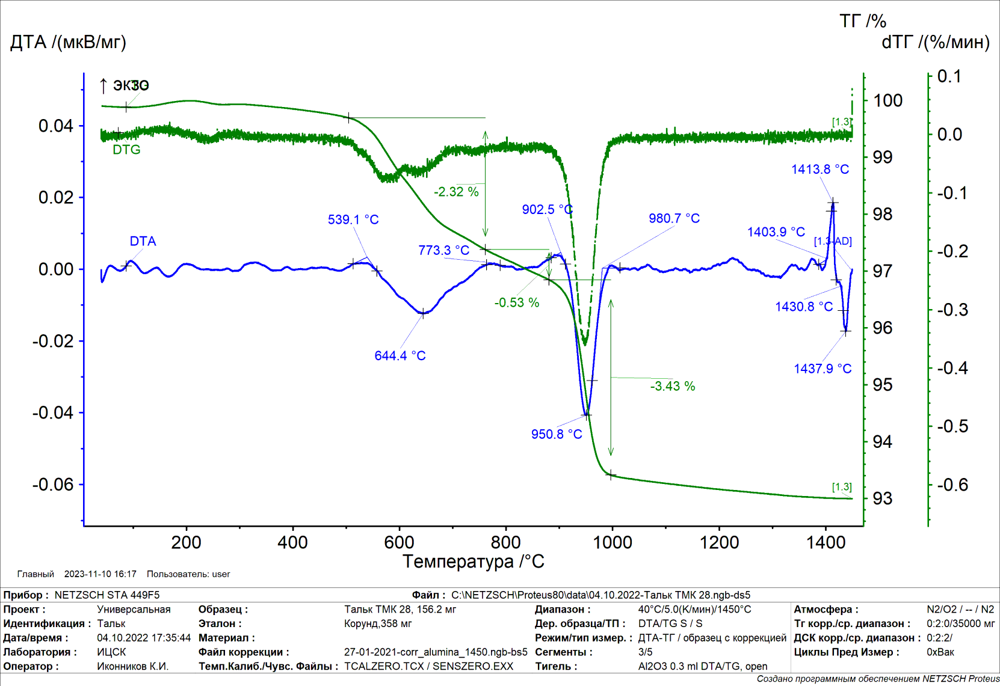 ТГ /%
ДТА /(мкВ/мг)
dТГ /(%/мин)
↑ ЭКЗО
DTG
DTA
0.04
0.02
0.00
-0.02
-0.04
-0.06
100
99
98
97
96
95
94
93
0.1
0.0
-0.1
-0.2
-0.3
-0.4
-0.5
-0.6
[1.3]
1413.8 °C
-2.32 %
902.5 °C
539.1 °C
980.7 °C
1403.9 °C
[1.3-AD]
773.3 °C
-0.53 %
1430.8 °C
644.4 °C
1437.9 °C
-3.43 %
950.8 °C
[1.3]
200 400 600 800 1000 1200 1400
Температура /°C
Главный 2023-11-10 16:17 Пользователь: user
Прибор : NETZSCH STA 449F5 Файл : C:\NETZSCH\Proteus80\data\04.10.2022-Тальк ТМК 28.ngb-ds5
Проект : Универсальная Образец : Тальк ТМК 28, 156.2 мг Диапазон : 40°C/5.0(K/мин)/1450°C Атмосфера : N2/O2 / -- / N2
Идентификация : Тальк Эталон : Корунд,358 мг Дер. образца/ТП : DTA/TG S / S Тг корр./ср. диапазон : 0:2:0/35000 мг
Дата/время : 04.10.2022 17:35:44 Материал : Режим/тип измер. : ДТА-ТГ / образец с коррекцией ДСК корр./ср. диапазон : 0:2:2/
Лаборатория : ИЦСК Файл коррекции : 27-01-2021-corr_alumina_1450.ngb-bs5 Сегменты : 3/5 Циклы Пред Измер : 0xВак
Оператор : Иконников К.И. Темп.Калиб./Чувс. Файлы : TCALZERO.TCX / SENSZERO.EXX Тигель : Al2O3 0.3 ml DTA/TG, open
Создано программным обеспечением NETZSCH Proteus